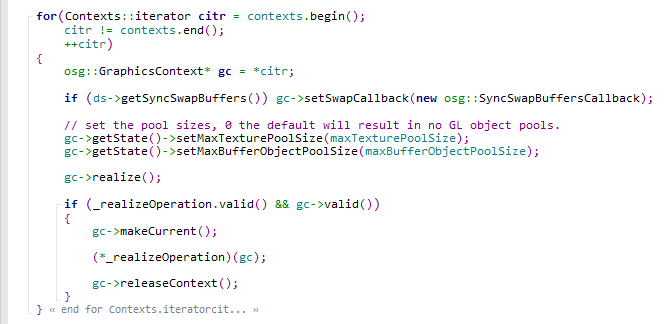 for(Contexts::iterator citr = contexts.begin();
    citr != contexts.end();
    ++citr)
{
    osg::GraphicsContext* gc = *citr;
    if (ds->getSyncSwapBuffers()) gc->setSwapCallback(new osg::SyncSwapBuffersCallback);
    // set the pool sizes, 0 the default will result in no GL object pools.
    gc->getState()->setMaxTexturePoolSize(maxTexturePoolSize);
    gc->getState()->setMaxBufferObjectPoolSize(maxBufferObjectPoolSize);
    gc->realize();
    if (_realizeOperation.valid() && gc->valid())
    {
        gc->makeCurrent();
        (*_realizeOperation)(gc);
        gc->releaseContext();
    }
} « end for Contexts.iteratorcit... »